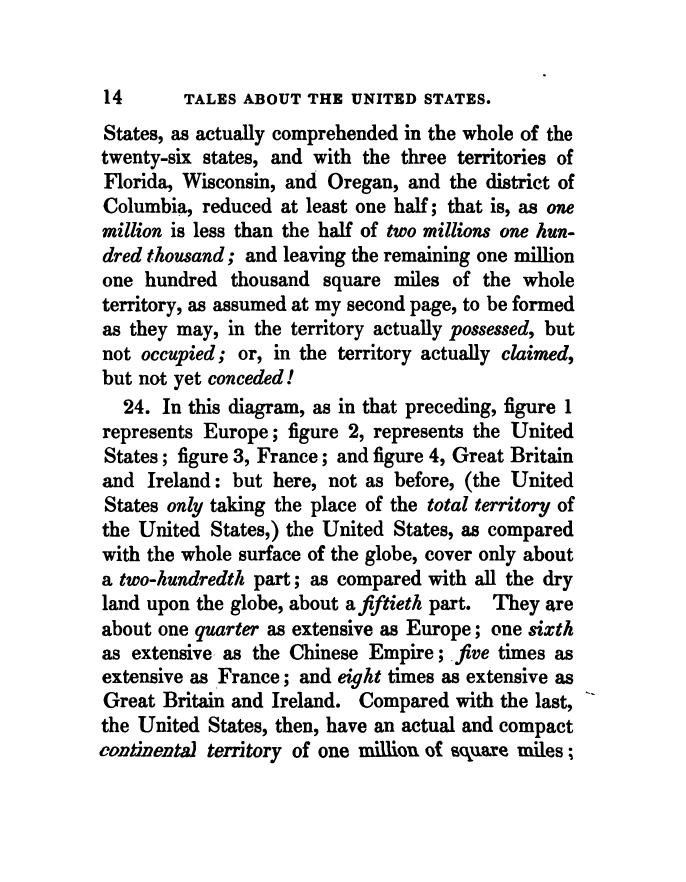 14 TALES ABOUT THE UNITED STATES.
States, as actually comprehended in the whole of the
twenty-six states, and with the three territories of
Florida, Wisconsin, and Oregan, and the district of
Columbia, reduced at least one half; that is, as one
million is less than the half of two millions one hun-
dred thousand; and leaving the remaining one million
one hundred thousand square miles of the whole
territory, as assumed at my second page, to be formed
as they may, in the territory actually possessed, but
not occupied; or, in the territory actually claimed,
but not yet conceded!
24. In this diagram, as in that preceding, figure 1
represents Europe; figure 2, represents the United
States; figure 3, France; and figure 4, Great Britain
and Ireland: but here, not as before, (the United
States only taking the place of the total territory of
the United States,) the United States, as compared
with the whole surface of the globe, cover only about
a two-hundredth part; as compared with all the dry
land upon the globe, about a fiftieth part. They are
about one quarter as extensive as Europe; one sixth
as extensive as the Chinese Empire; five times as
extensive as France; and eight times as extensive as
Great Britain and Ireland. Compared with the last,
the United States, then, have an actual and compact
continental territory of one million of square miles;